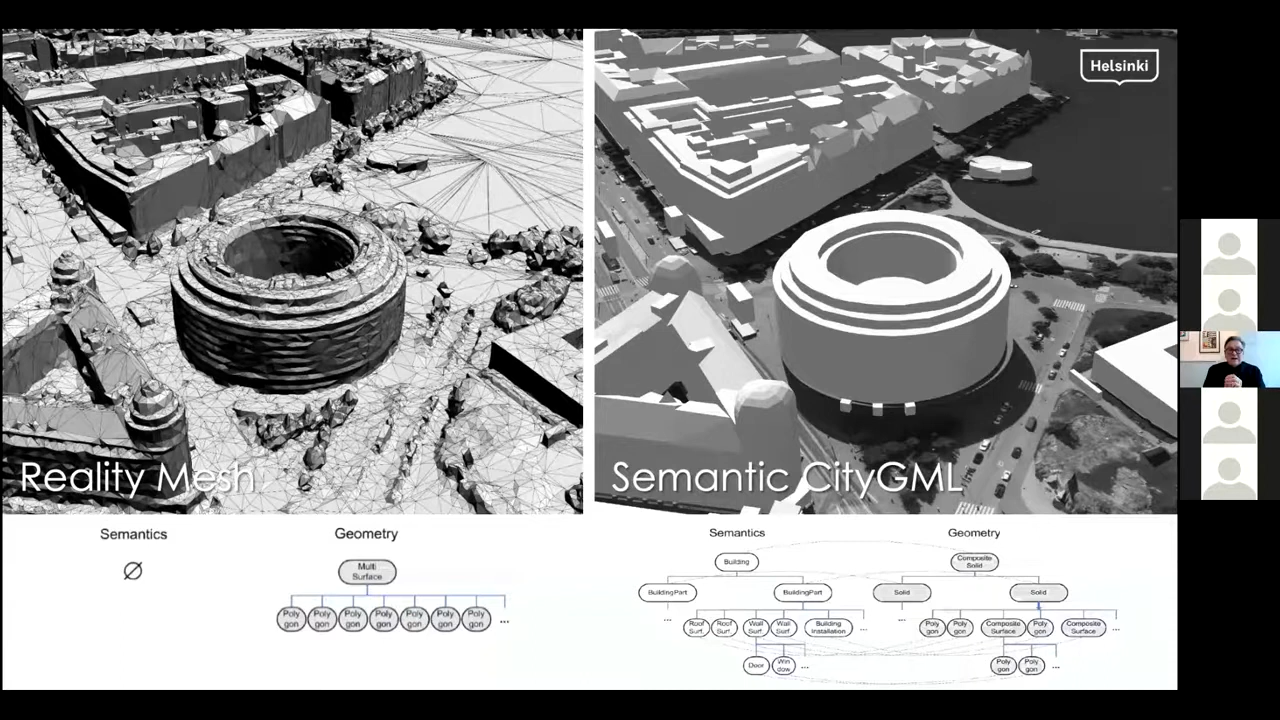 Helsinki
Reality Mesh
Semantic CityGML
Semantics
Geometry
∅
Multi
Surface
Poly
gon
Poly
gon
Poly
gon
Poly
gon
Poly
gon
Poly
gon
Poly
gon
...
Semantics
Geometry
Building
Composite
Solid
BuildingPart
BuildingPart
Solid
Solid
...
Roof
Surf.
Roof
Surf.
Wall
Surf
Wall
Surf
Building
Installation
...
...
Poly
gon
Poly
gon
Composite
Surface
Poly
gon
Composite
Surface
...
Door
Win
dow
...
Poly
gon
Poly
gon
...